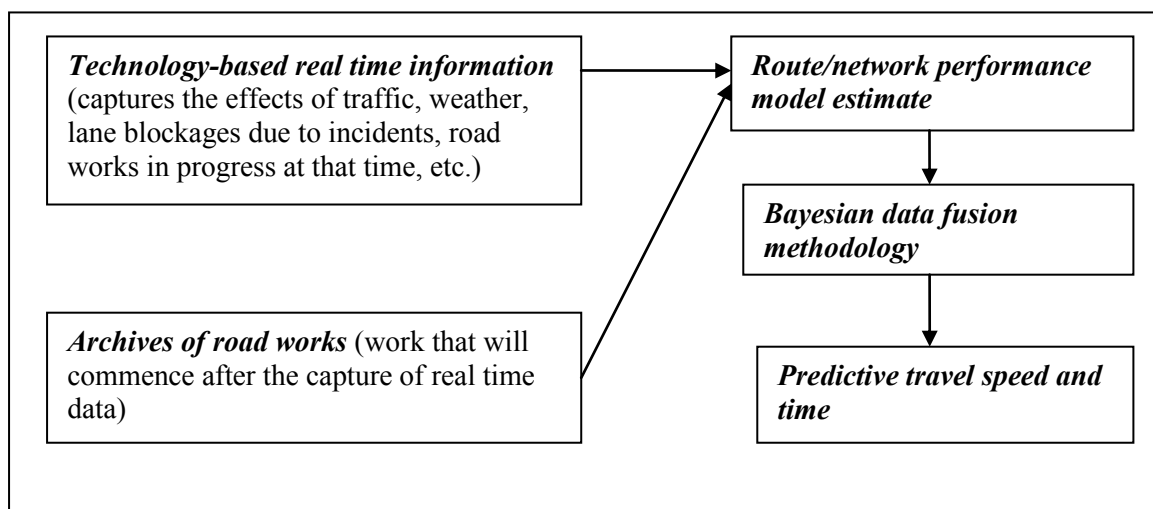 Technology-based real time information
(captures the effects of traffic, weather,
lane blockages due to incidents, road
works in progress at that time, etc.)
Archives of road works (work that will
commence after the capture of real time
data)
Route/network performance
model estimate
Bayesian data fusion
methodology
Predictive travel speed and
time